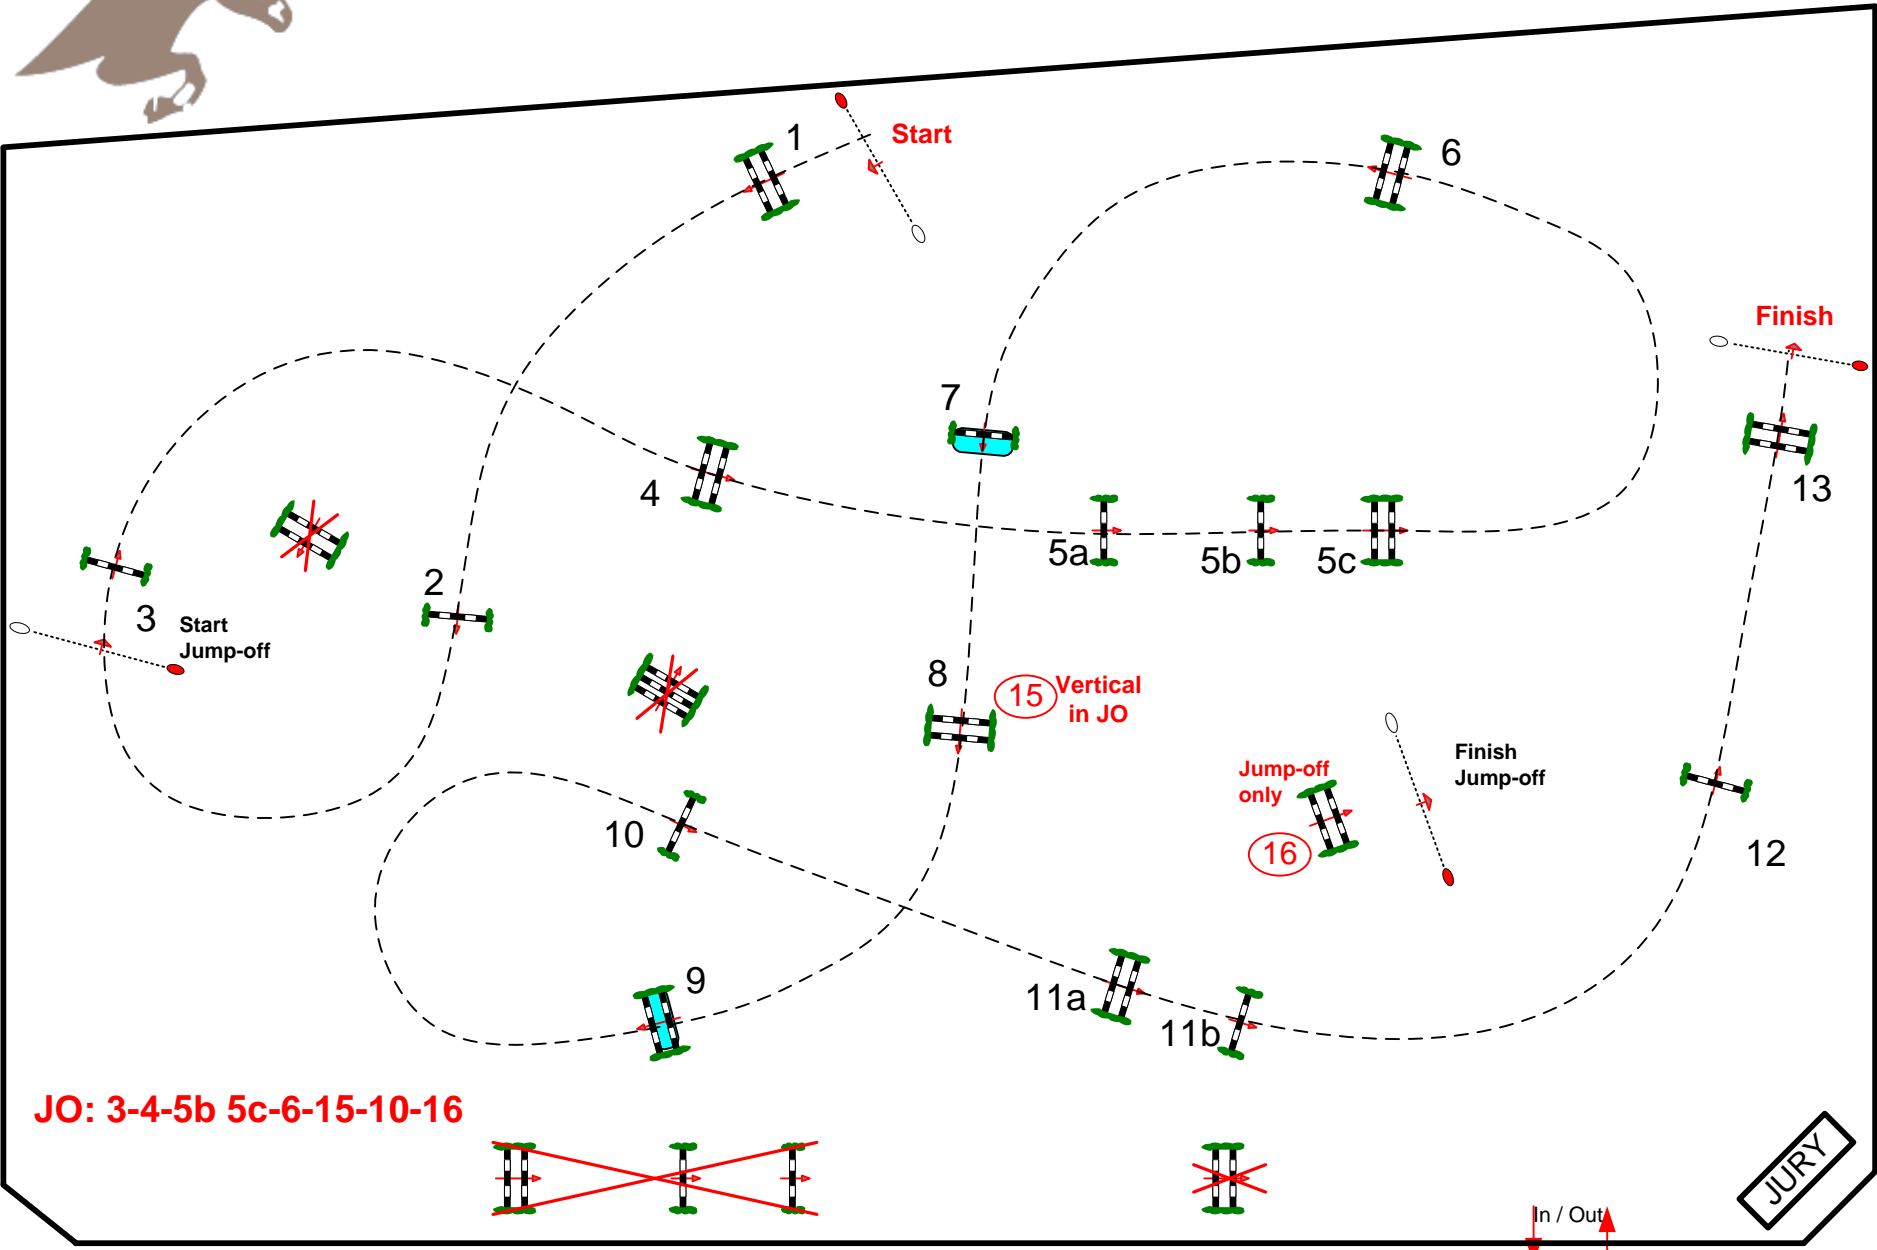 1
Start
6
Finish
7
4
13
5a
5b
5c
2
3
Start
Jump-off
8
15
Vertical
in JO
Finish
Jump-off
Jump-off
only
10
16
12
9
11a
11b
JO: 3-4-5b 5c-6-15-10-16
JURY
In / Out